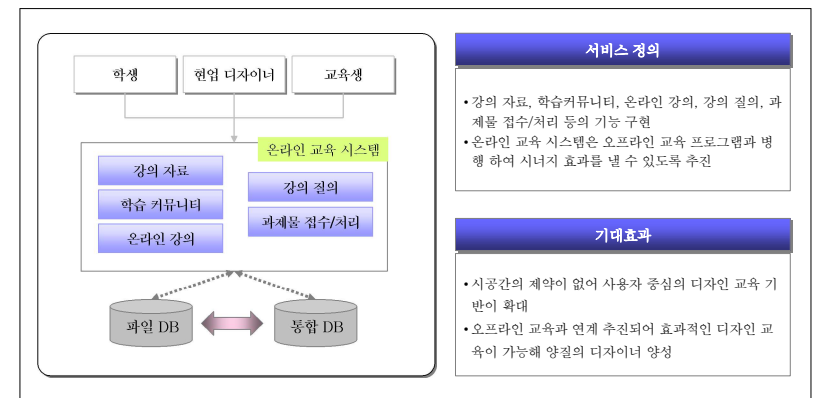 학생
현업 디자이너
교육생
온라인 교육 시스템
강의 자료
학습 커뮤니티
온라인 강의
강의 질의
과제물 접수/처리
파일 DB
통합 DB
서비스 정의
• 강의 자료, 학습커뮤니티, 온라인 강의, 강의 질의, 과
제물 접수/처리 등의 기능 구현
• 온라인 교육 시스템은 오프라인 교육 프로그램과 병
행 하여 시너지 효과를 낼 수 있도록 추진
기대효과
• 시공간의 제약이 없어 사용자 중심의 디자인 교육 기
반이 확대
• 오프라인 교육과 연계 추진되어 효과적인 디자인 교
육이 가능해 양질의 디자이너 양성